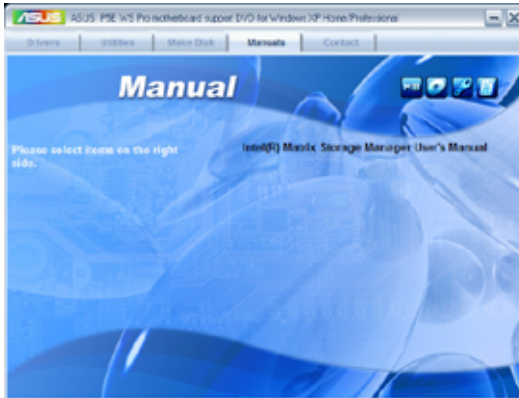 ASUS ASUS P5E WS Pro motherboard support DVD for Windows XP Home/Professional
Drivers Utilities Make Disk Manuals Contact
Manual
Please select items on the right
side.
Intel(R) Matrix Storage Manager User's Manual